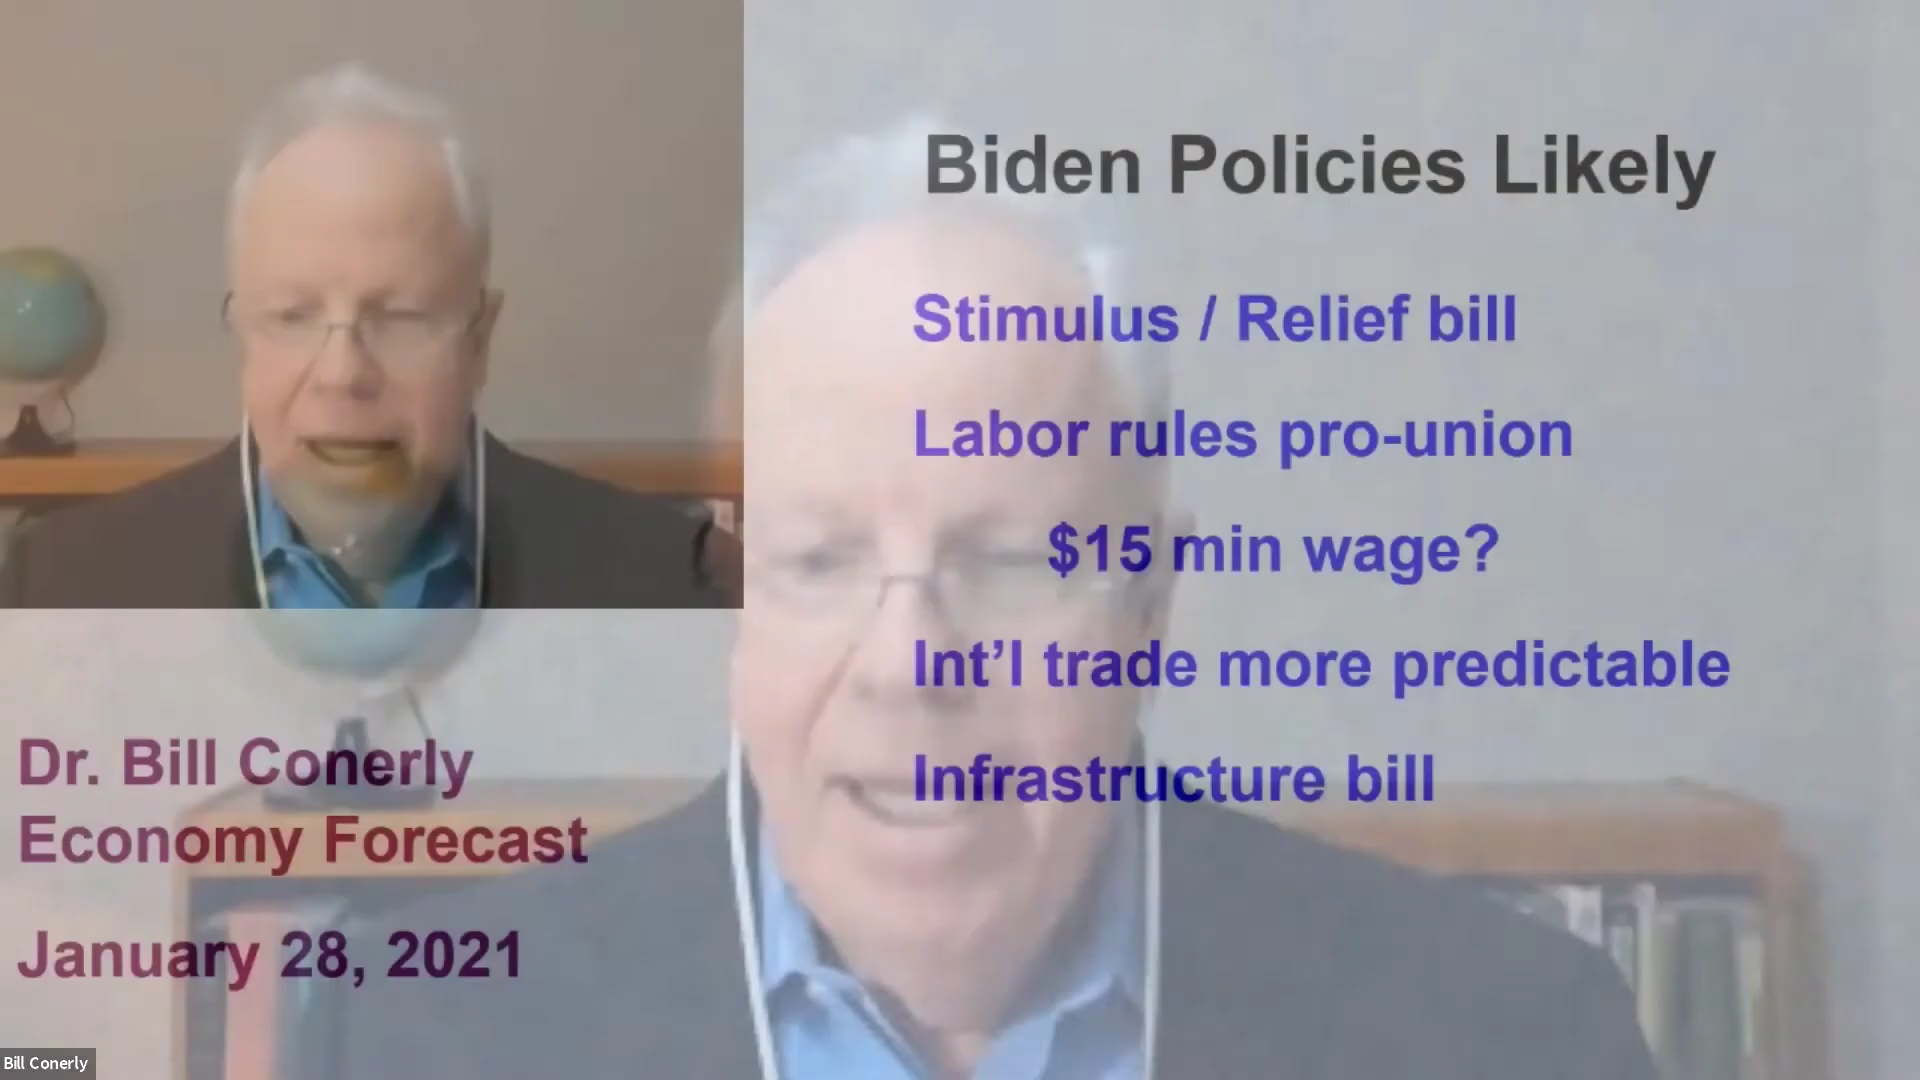 Biden Policies Likely
Stimulus / Relief bill
Labor rules pro-union
$15 min wage?
Int’l trade more predictable
Infrastructure bill
Dr. Bill Conerly
Economy Forecast
January 28, 2021
Bill Conerly